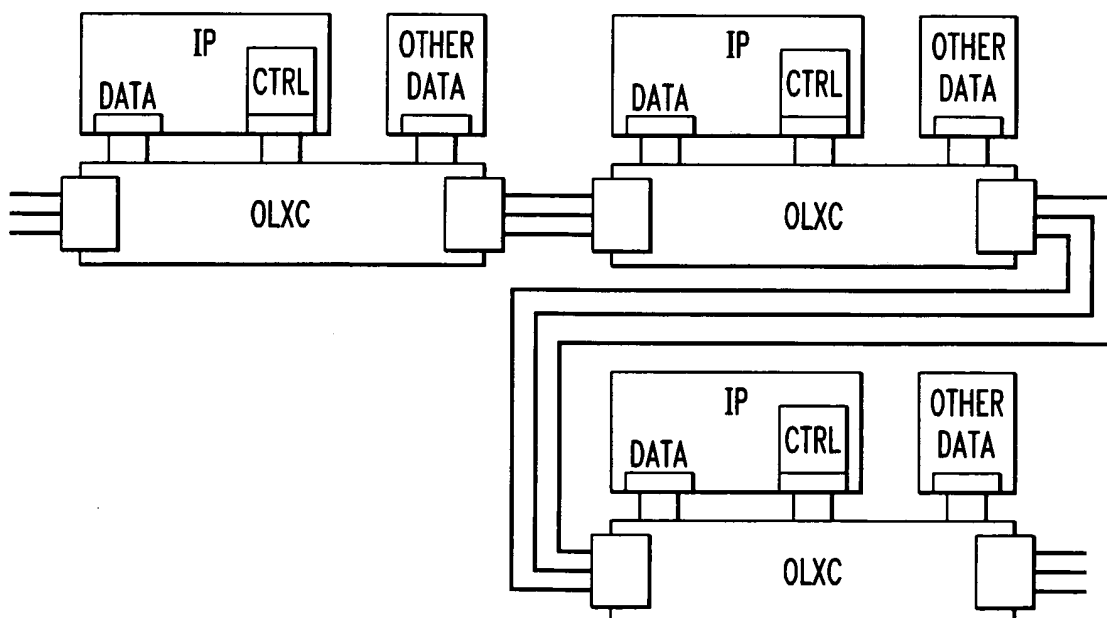 IP
CTRL
DATA
OTHER
DATA
OLXC
IP
CTRL
DATA
OTHER
DATA
OLXC
IP
CTRL
DATA
OTHER
DATA
OLXC